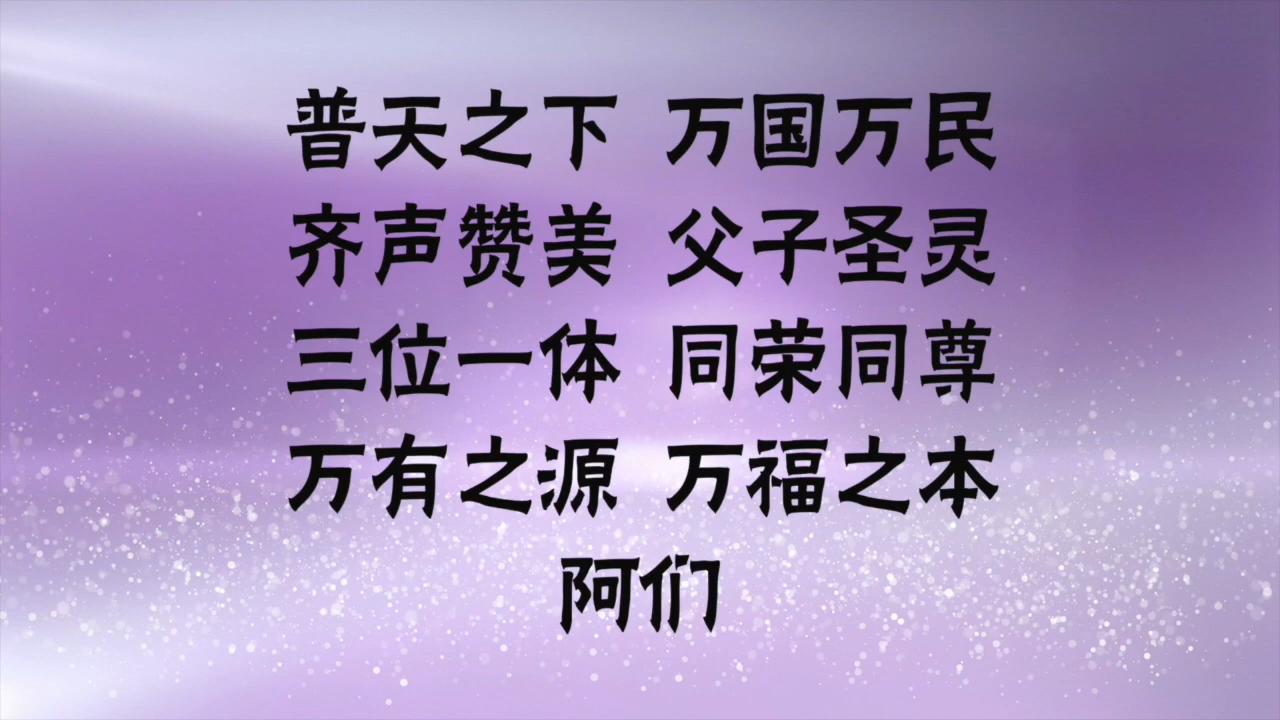 普天之下 万国万民
齐声赞美 父子圣灵
三位一体 同荣同尊
万有之源 万福之本
阿们